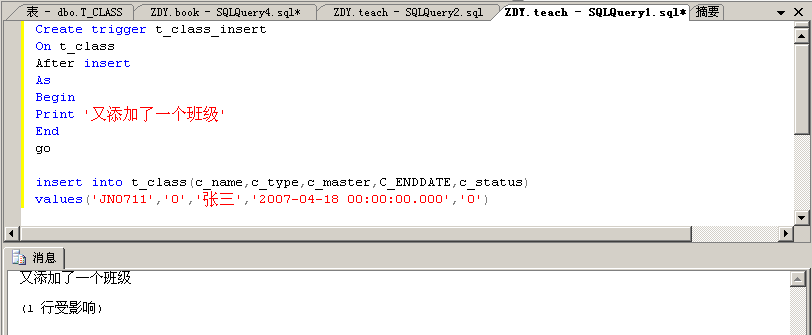 表 - dbo.T_CLASS ZDY.book - SQLQuery4.sql* ZDY.teach - SQLQuery2.sql ZDY.teach - SQLQuery1.sql* 摘要
Create trigger t_class_insert
On t_class
After insert
As
Begin
Print '又添加了一个班级'
End
go
insert into t_class(c_name,c_type,c_master,C_ENDDATE,c_status)
values('JN0711','0','张三','2007-04-18 00:00:00.000','0')
消息
又添加了一个班级
(1 行受影响)